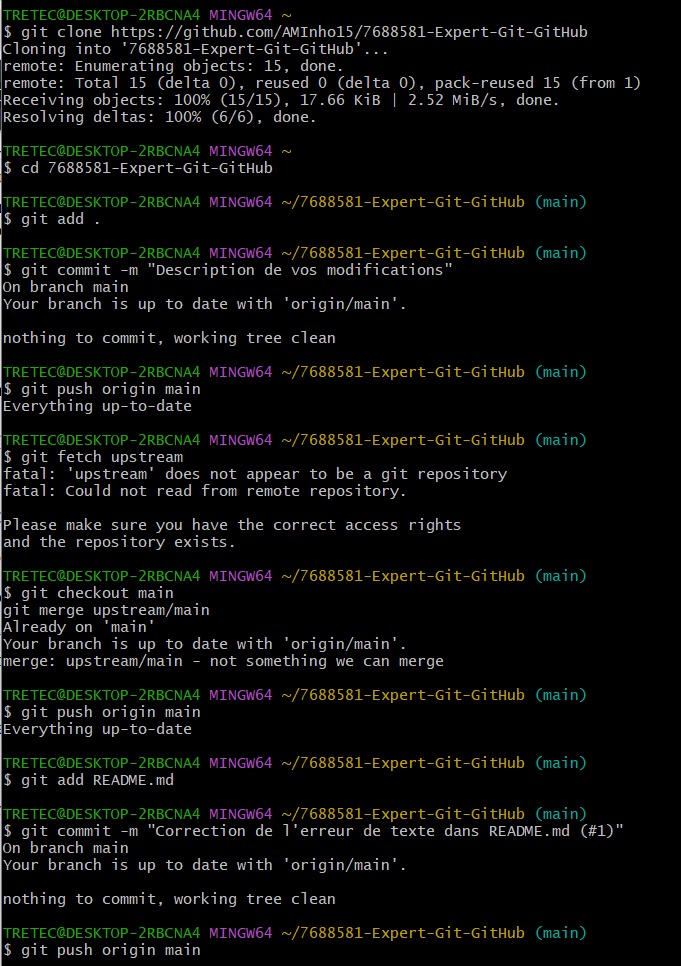 TRETEC@DESKTOP-2RBCNA4 MINGW64 ~
$ git clone https://github.com/AMInho15/7688581-Expert-Git-GitHub
Cloning into '7688581-Expert-Git-GitHub'...
remote: Enumerating objects: 15, done.
remote: Total 15 (delta 0), reused 0 (delta 0), pack-reused 15 (from 1)
Receiving objects: 100% (15/15), 17.66 KiB | 2.52 MiB/s, done.
Resolving deltas: 100% (6/6), done.
TRETEC@DESKTOP-2RBCNA4 MINGW64 ~
$ cd 7688581-Expert-Git-GitHub
TRETEC@DESKTOP-2RBCNA4 MINGW64 ~/7688581-Expert-Git-GitHub (main)
$ git add .
TRETEC@DESKTOP-2RBCNA4 MINGW64 ~/7688581-Expert-Git-GitHub (main)
$ git commit -m "Description de vos modifications"
On branch main
Your branch is up to date with 'origin/main'.
nothing to commit, working tree clean
TRETEC@DESKTOP-2RBCNA4 MINGW64 ~/7688581-Expert-Git-GitHub (main)
$ git push origin main
Everything up-to-date
TRETEC@DESKTOP-2RBCNA4 MINGW64 ~/7688581-Expert-Git-GitHub (main)
$ git fetch upstream
fatal: 'upstream' does not appear to be a git repository
fatal: Could not read from remote repository.
Please make sure you have the correct access rights
and the repository exists.
TRETEC@DESKTOP-2RBCNA4 MINGW64 ~/7688581-Expert-Git-GitHub (main)
$ git checkout main
git merge upstream/main
Already on 'main'
Your branch is up to date with 'origin/main'.
merge: upstream/main - not something we can merge
TRETEC@DESKTOP-2RBCNA4 MINGW64 ~/7688581-Expert-Git-GitHub (main)
$ git push origin main
Everything up-to-date
TRETEC@DESKTOP-2RBCNA4 MINGW64 ~/7688581-Expert-Git-GitHub (main)
$ git add README.md
TRETEC@DESKTOP-2RBCNA4 MINGW64 ~/7688581-Expert-Git-GitHub (main)
$ git commit -m "Correction de l'erreur de texte dans README.md (#1)"
On branch main
Your branch is up to date with 'origin/main'.
nothing to commit, working tree clean
TRETEC@DESKTOP-2RBCNA4 MINGW64 ~/7688581-Expert-Git-GitHub (main)
$ git push origin main